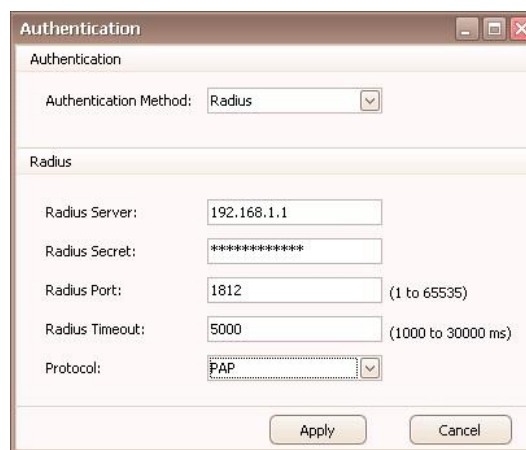 Authentication
Authentication
Authentication Method: Radius
Radius
Radius Server: 192.168.1.1
Radius Secret: ************
Radius Port: 1812 (1 to 65535)
Radius Timeout: 5000 (1000 to 30000 ms)
Protocol: PAP
Apply Cancel